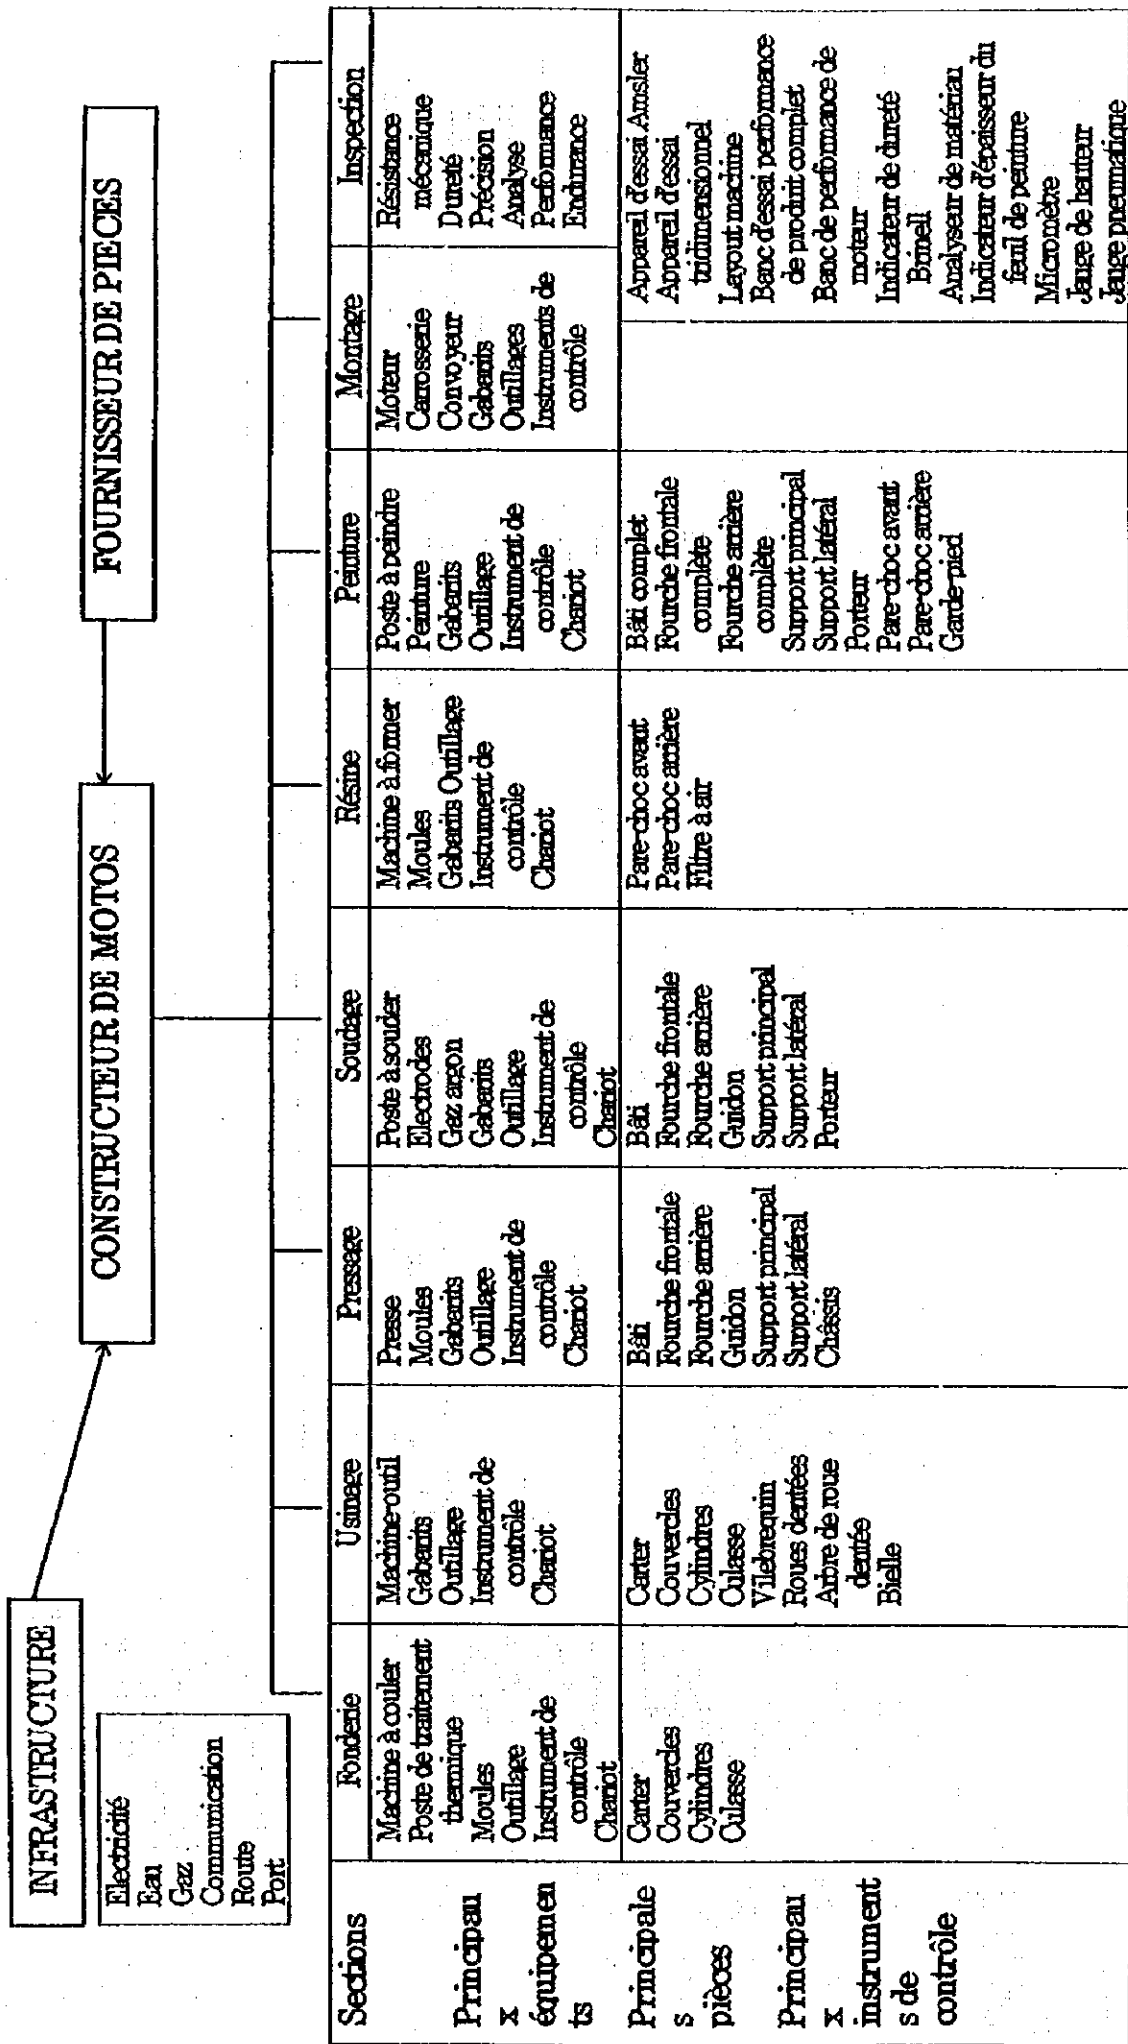 INFRASTRUCTURE
Electricité
Eau
Gaz
Communication
Route
Port
CONSTRUCTEUR DE MOTOS
FOURNISSEUR DE PIECES
Sections
Fonderie
Usinage
Pressage
Soudage
Résine
Peinture
Montage
Inspection
Principau
x
équipemen
ts
Machine à couler
Poste de traitement
thermique
Moules
Outillage
Instrument de
contrôle
Chariot
Machine-outil
Gabarits
Outillage
Instrument de
contrôle
Chariot
Presse
Moules
Gabarits
Outillage
Instrument de
contrôle
Chariot
Poste à souder
Electrodes
Gaz argon
Gabarits
Outillage
Instrument de
contrôle
Chariot
Machine à former
Moules
Gabarits Outillage
Instrument de
contrôle
Chariot
Poste à peindre
Peinture
Gabarits
Outillage
Instrument de
contrôle
Chariot
Moteur
Carrosserie
Convoyeur
Gabarits
Outillages
Instruments de
contrôle
Résistance
mécanique
Dureté
Précision
Analyse
Performance
Endurance
Principale
s
pièces
Principau
x
instrument
s de
contrôle
Carter
Couvercles
Cylindres
Culasse
Carter
Couvercles
Cylindres
Culasse
Vilebrequin
Roues dentées
Arbre de roue
dentée
Bielle
Bâti
Fourche frontale
Fourche arrière
Guidon
Support principal
Support latéral
Châssis
Bâti
Fourche frontale
Fourche arrière
Guidon
Support principal
Support latéral
Porteur
Pare-choc avant
Pare-choc arrière
Filtre à air
Bâti complet
Fourche frontale
complète
Fourche arrière
complète
Support principal
Support latéral
Porteur
Pare-choc avant
Pare-choc arrière
Garde-pied
Appareil d'essai Amsler
Appareil d'essai
tridimensionnel
Layout machine
Banc d'essai performance
de produit complet
Banc de performance de
moteur
Indicateur de dureté
Brinell
Analyseur de matériau
Indicateur d'épaisseur du
feuil de peinture
Micromètre
Jauge de hauteur
Jauge pneumatique